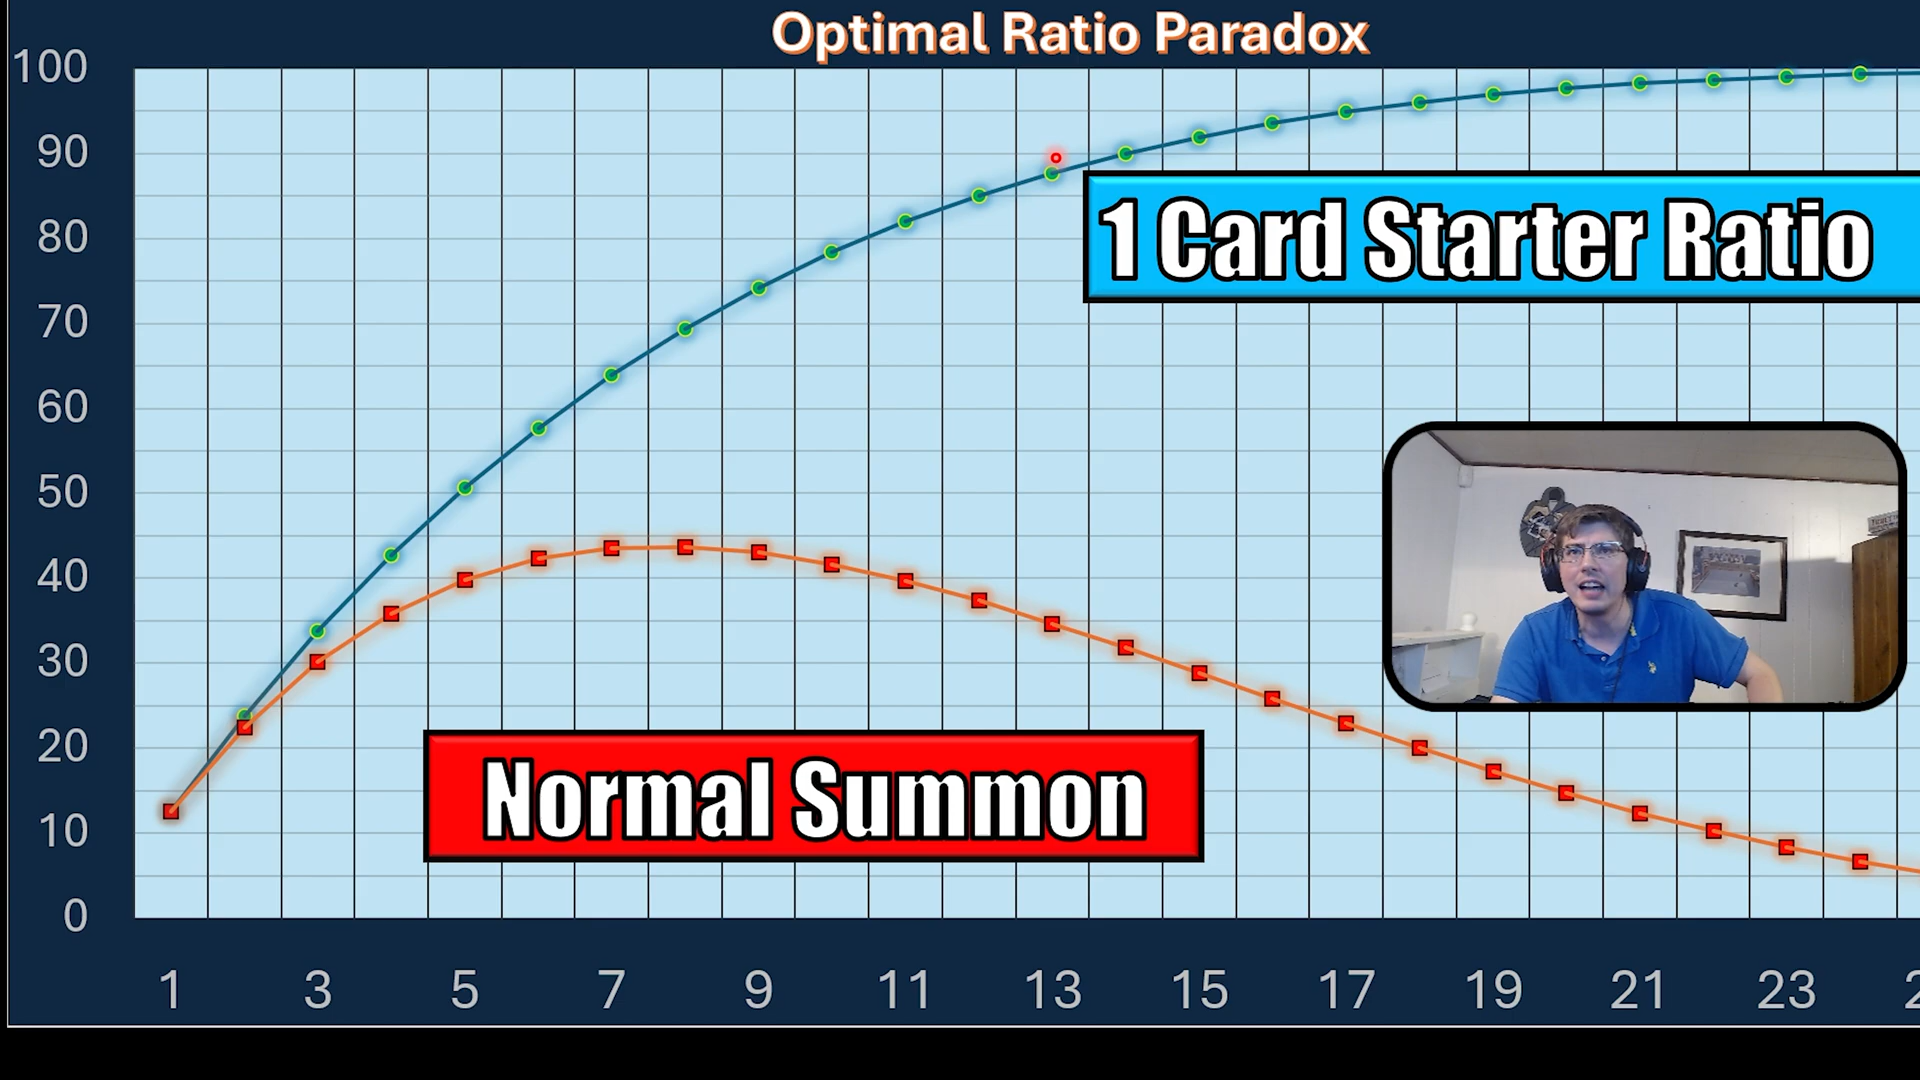 Optimal Ratio Paradox
100
90
80
70
60
50
40
30
20
10
0
1 Card Starter Ratio
Normal Summon
1 3 5 7 9 11 13 15 17 19 21 23